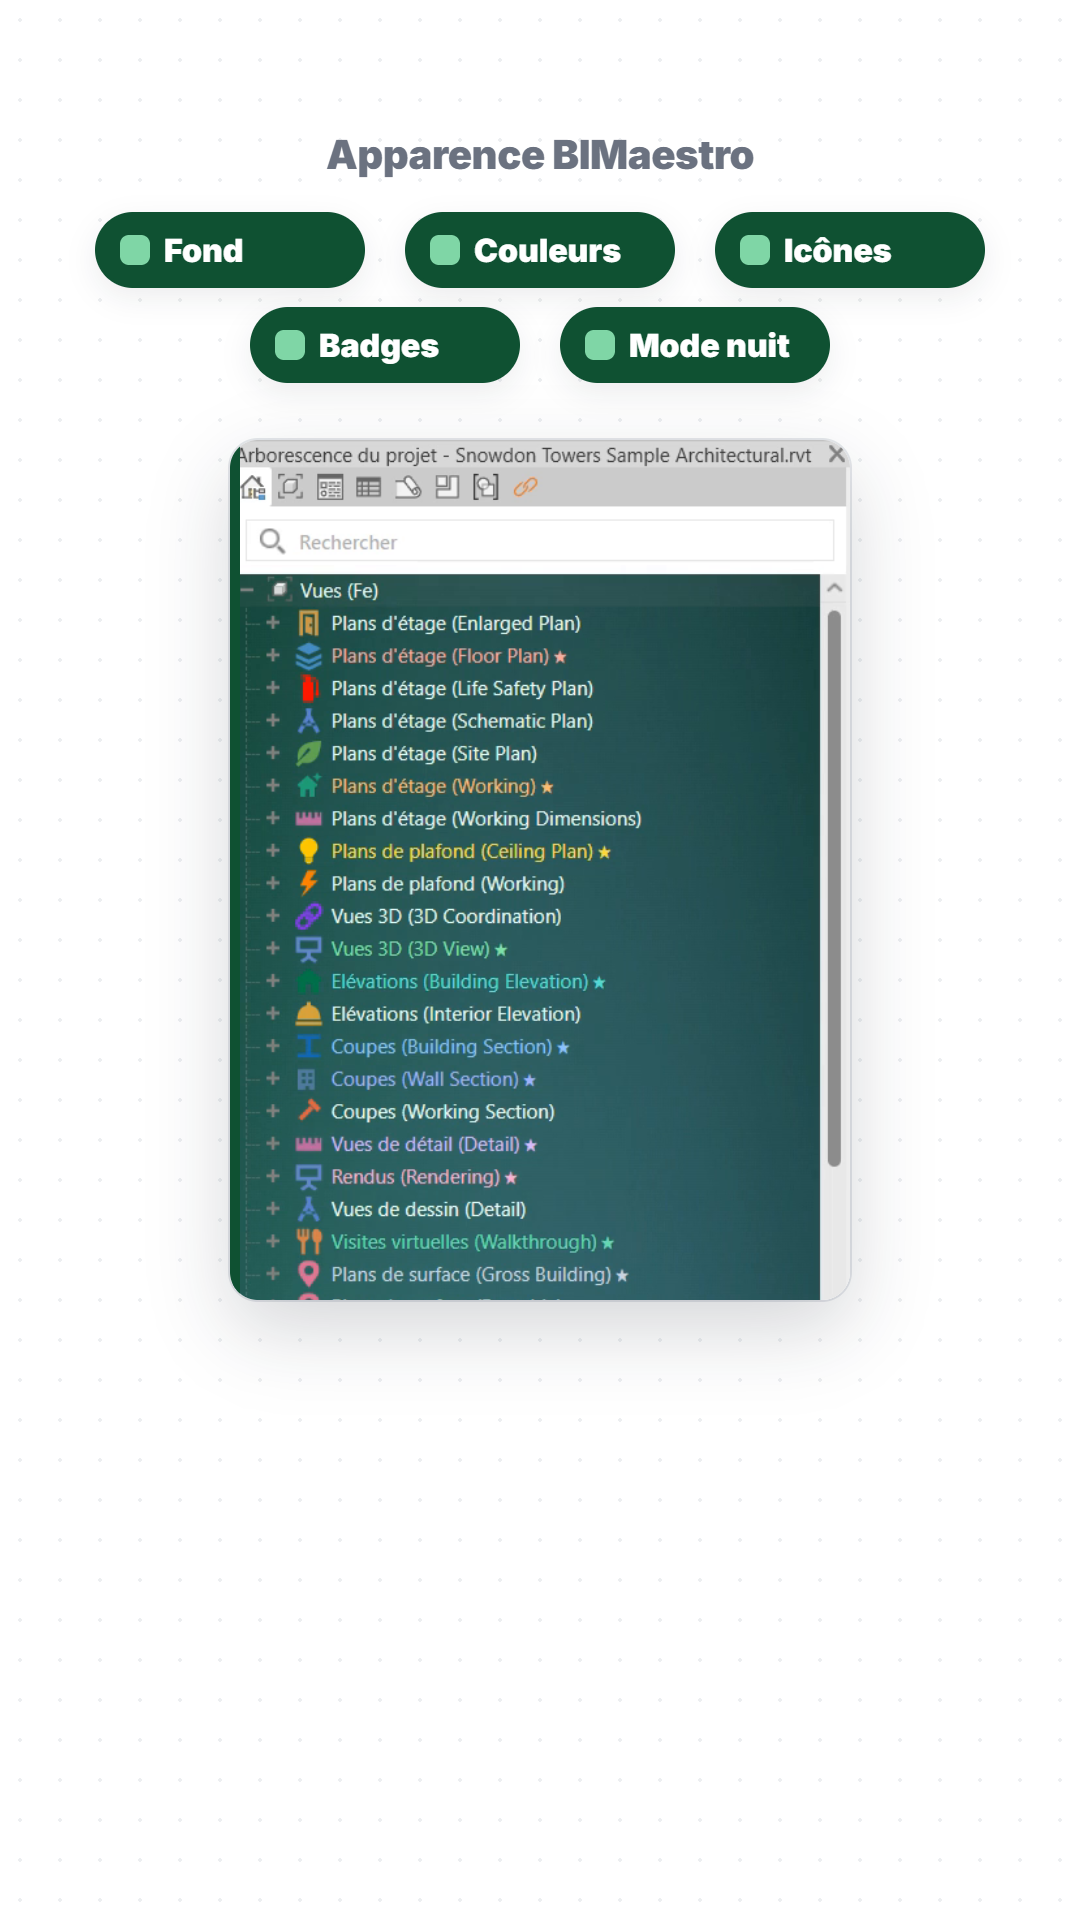 Apparence BIMaestro
Fond
Couleurs
Icônes
Badges
Mode nuit
Arborescence du projet - Snowdon Towers Sample Architectural.rvt
Rechercher
Vues (Fe)
Plans d'étage (Enlarged Plan)
Plans d'étage (Floor Plan) ★
Plans d'étage (Life Safety Plan)
Plans d'étage (Schematic Plan)
Plans d'étage (Site Plan)
Plans d'étage (Working) ★
Plans d'étage (Working Dimensions)
Plans de plafond (Ceiling Plan) ★
Plans de plafond (Working)
Vues 3D (3D Coordination)
Vues 3D (3D View) ★
Elévations (Building Elevation) ★
Elévations (Interior Elevation)
Coupes (Building Section) ★
Coupes (Wall Section) ★
Coupes (Working Section)
Vues de détail (Detail) ★
Rendus (Rendering) ★
Vues de dessin (Detail)
Visites virtuelles (Walkthrough) ★
Plans de surface (Gross Building) ★